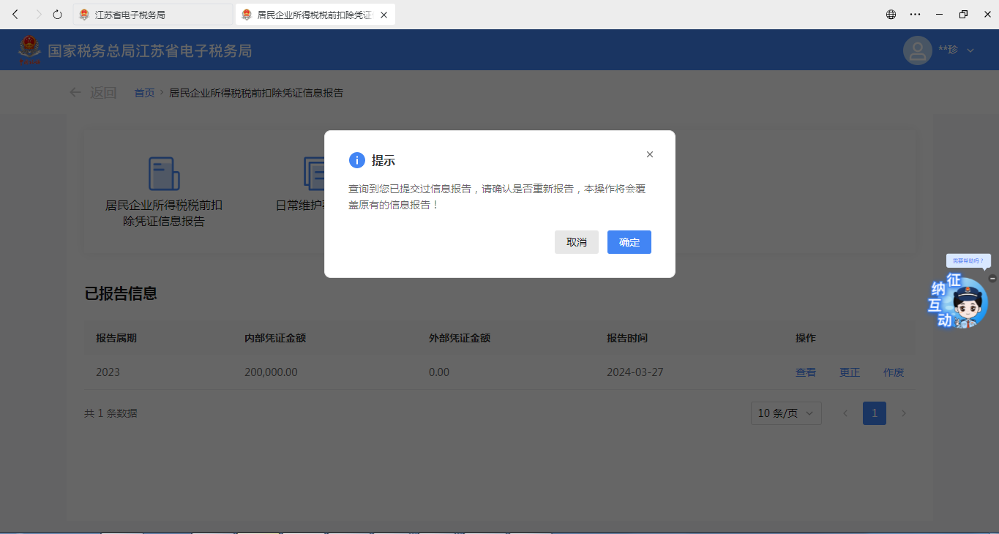 江苏省电子税务局
居民企业所得税税前扣除凭证
国家税务总局江苏省电子税务局
**珍
返回 首页 > 居民企业所得税税前扣除凭证信息报告
提示
查询到您已提交过信息报告，请确认是否重新报告，本操作将会覆
盖原有的信息报告！
取消 确定
居民企业所得税税前扣
除凭证信息报告
日常维护
需要帮助吗？
征
纳
互
动
已报告信息
报告属期 内部凭证金额 外部凭证金额 报告时间 操作
2023 200,000.00 0.00 2024-03-27 查看 更正 作废
共 1 条数据 10 条/页 1